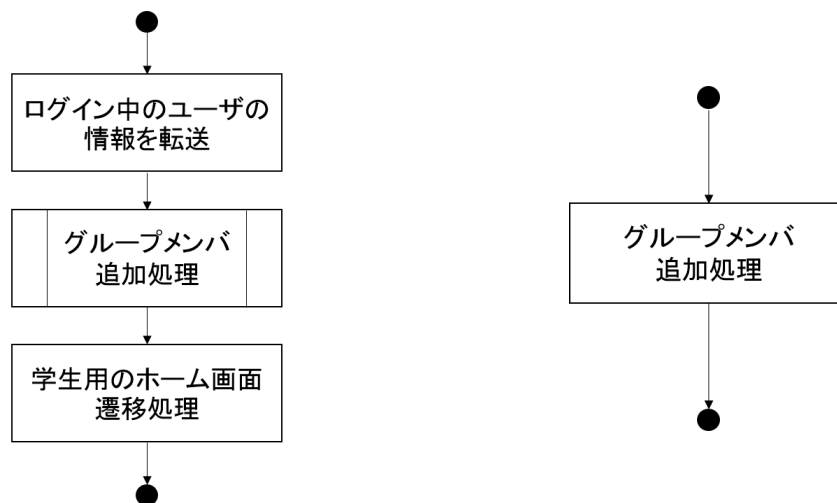 ログイン中のユーザの
情報を転送
グループメンバ
追加処理
学生用のホーム画面
遷移処理
グループメンバ
追加処理